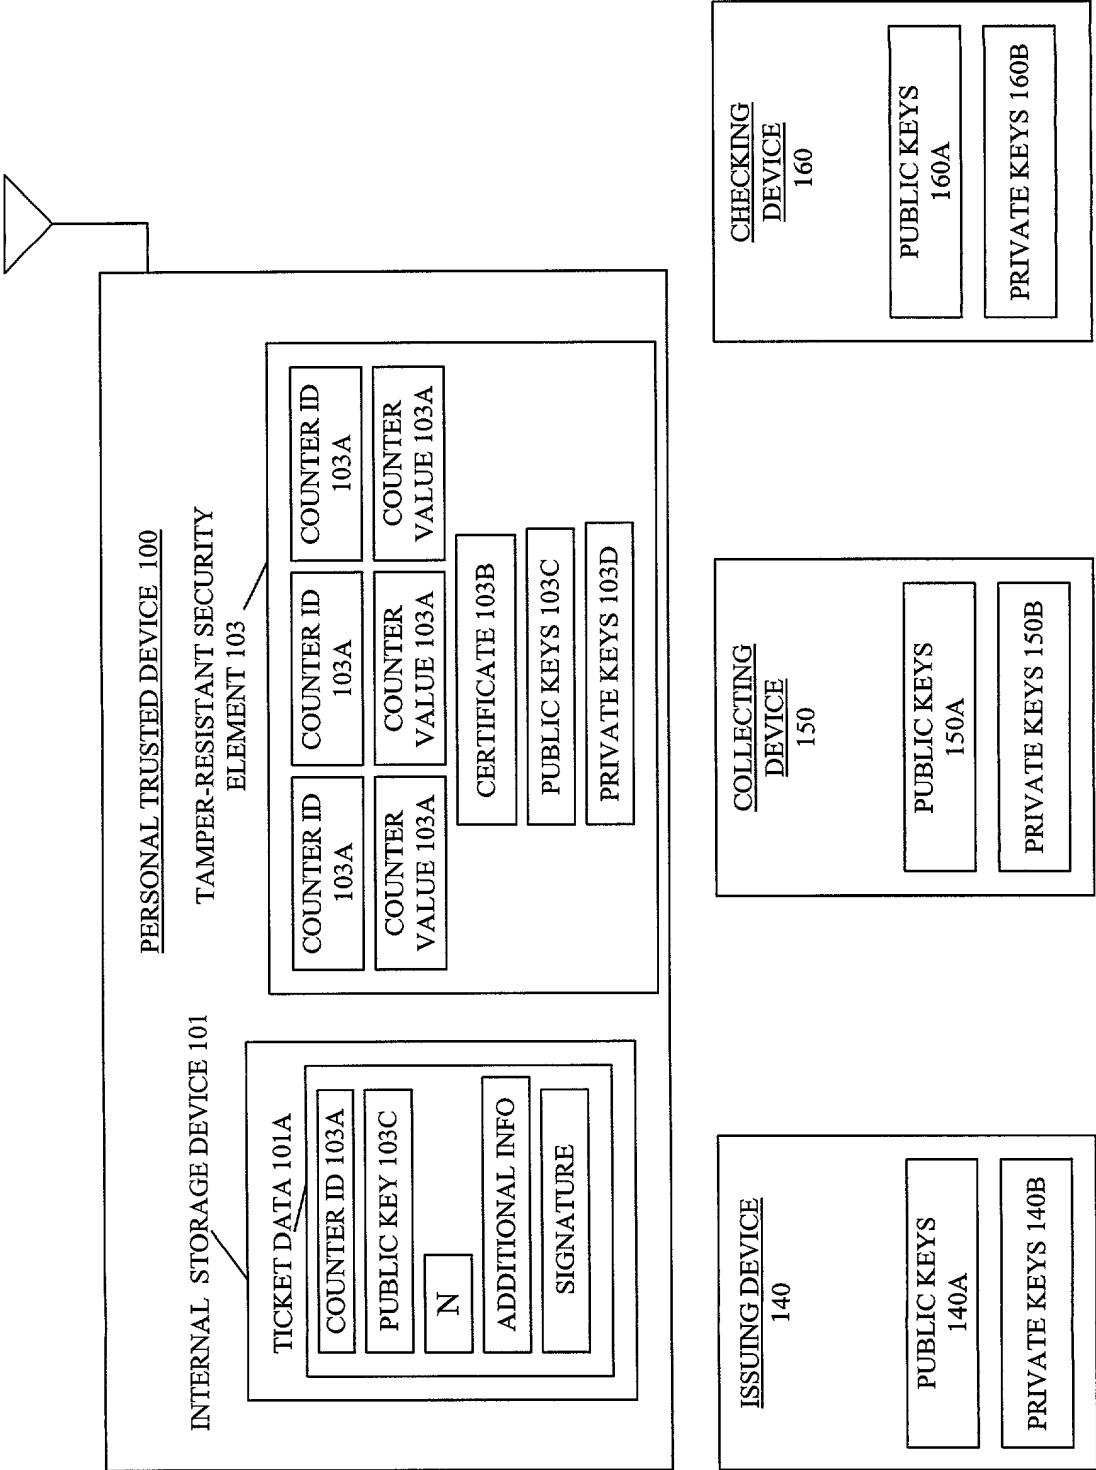 PERSONAL TRUSTED DEVICE 100
INTERNAL STORAGE DEVICE 101
TICKET DATA 101A
COUNTER ID 103A
PUBLIC KEY 103C
N
ADDITIONAL INFO
SIGNATURE
TAMPER-RESISTANT SECURITY
ELEMENT 103
COUNTER ID
103A
COUNTER ID
103A
COUNTER ID
103A
COUNTER
VALUE 103A
COUNTER
VALUE 103A
COUNTER
VALUE 103A
CERTIFICATE 103B
PUBLIC KEYS 103C
PRIVATE KEYS 103D
ISSUING DEVICE
140
PUBLIC KEYS
140A
PRIVATE KEYS 140B
COLLECTING
DEVICE
150
PUBLIC KEYS
150A
PRIVATE KEYS 150B
CHECKING
DEVICE
160
PUBLIC KEYS
160A
PRIVATE KEYS 160B